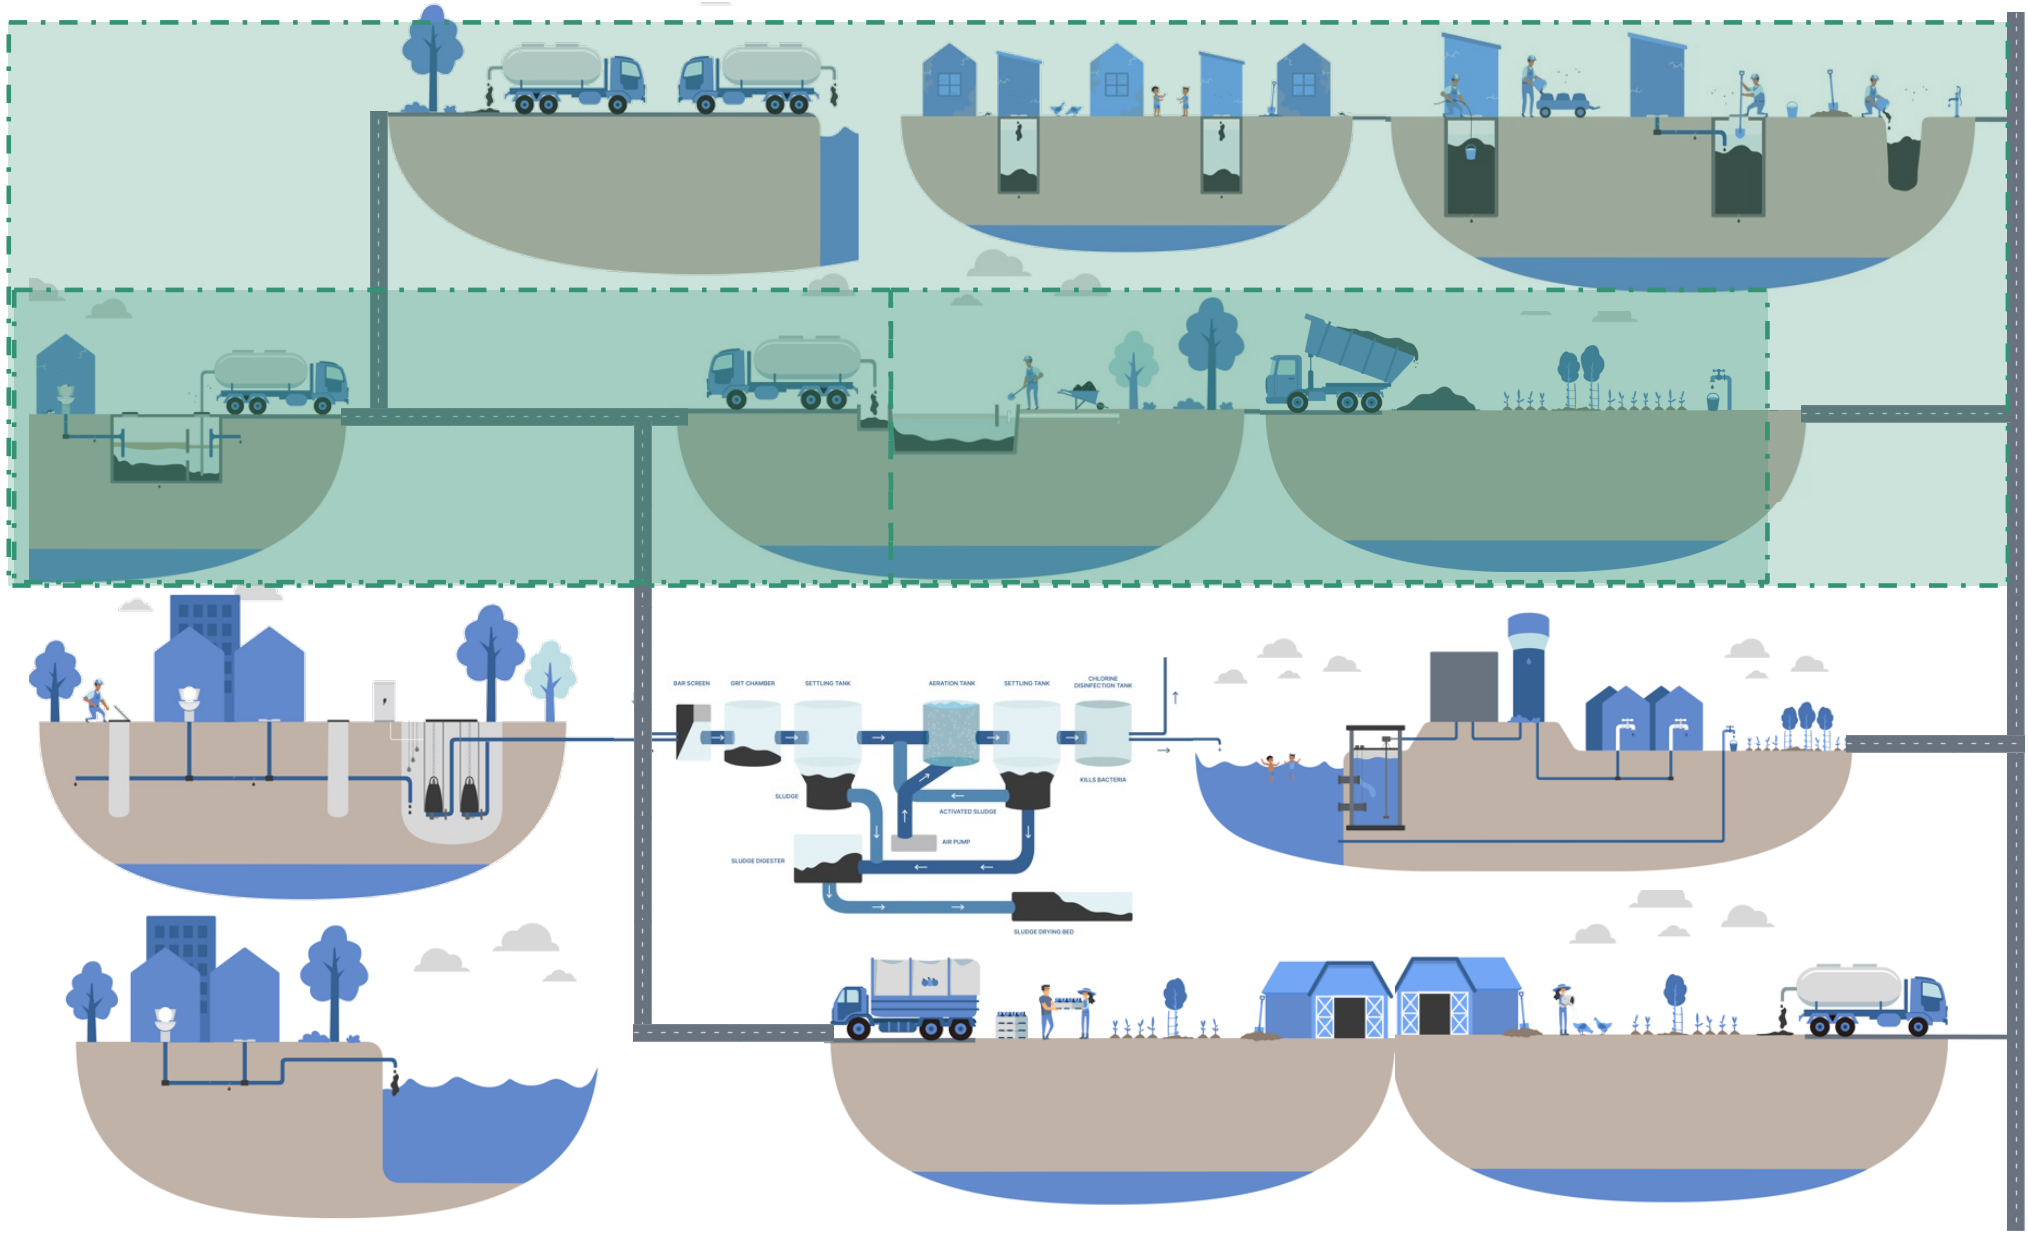 BAR SCREEN
GRIT CHAMBER
SETTLING TANK
AERATION TANK
SETTLING TANK
CHLORINE
DISINFECTION TANK
KILLS BACTERIA
SLUDGE
ACTIVATED SLUDGE
AIR PUMP
SLUDGE DIGESTER
SLUDGE DRYING BED